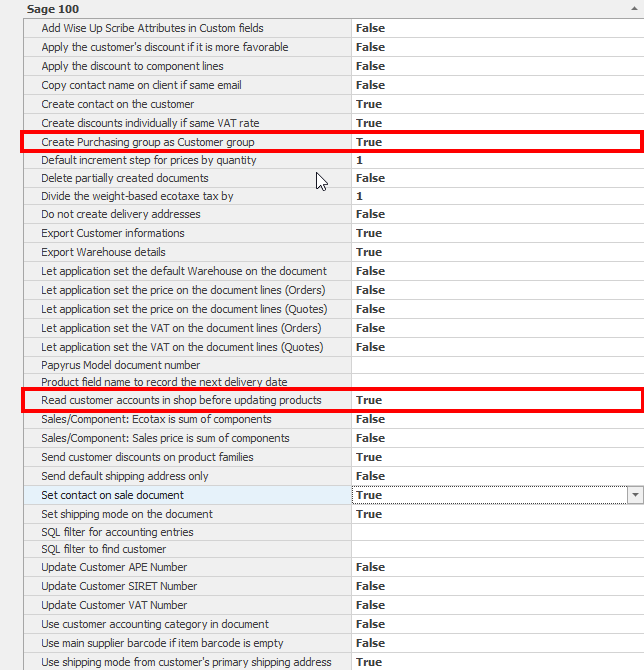 Sage 100
Add Wise Up Scribe Attributes in Custom fields False
Apply the customer's discount if it is more favorable False
Apply the discount to component lines False
Copy contact name on client if same email False
Create contact on the customer True
Create discounts individually if same VAT rate True
Create Purchasing group as Customer group True
Default increment step for prices by quantity 1
Delete partially created documents False
Divide the weight-based ecotaxe tax by 1
Do not create delivery addresses False
Export Customer informations True
Export Warehouse details True
Let application set the default Warehouse on the document False
Let application set the price on the document lines (Orders) False
Let application set the price on the document lines (Quotes) False
Let application set the VAT on the document lines (Orders) False
Let application set the VAT on the document lines (Quotes) False
Papyrus Model document number
Product field name to record the next delivery date
Read customer accounts in shop before updating products True
Sales/Component: Ecotax is sum of components False
Sales/Component: Sales price is sum of components False
Send customer discounts on product families True
Send default shipping address only False
Set contact on sale document True
Set shipping mode on the document True
SQL filter for accounting entries
SQL filter to find customer
Update Customer APE Number False
Update Customer SIRET Number False
Update Customer VAT Number False
Use customer accounting category in document False
Use main supplier barcode if item barcode is empty False
Use shipping mode from customer's primary shipping address True